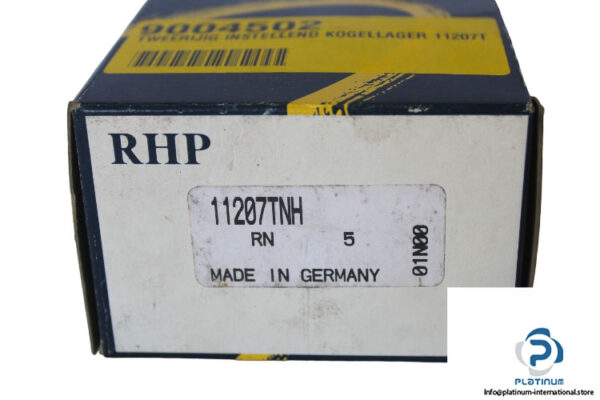 9004502
TWEERIJIG INSTELLEND KOGELLAGER 11207T
RHP
11207TNH
RN 5
MADE IN GERMANY
01N00
PLATINUM
info@platinum-international.store